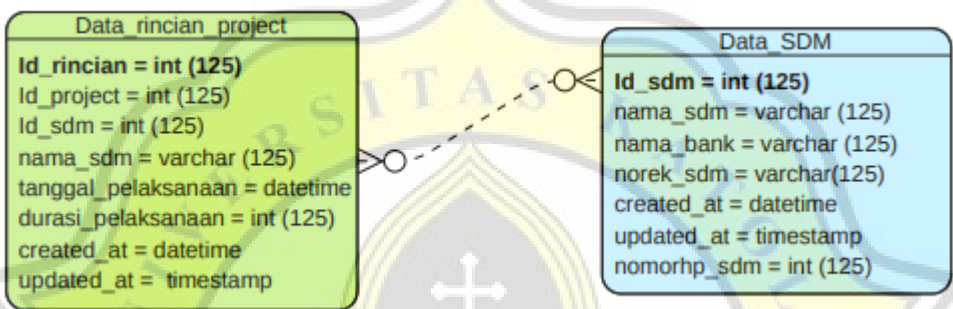 Data_rincian_project
Id_rincian = int (125)
Id_project = int (125)
Id_sdm = int (125)
nama_sdm = varchar (125)
tanggal_pelaksanaan = datetime
durasi_pelaksanaan = int (125)
created_at = datetime
updated_at = timestamp
Data_SDM
Id_sdm = int (125)
nama_sdm = varchar (125)
nama_bank = varchar (125)
norek_sdm = varchar(125)
created_at = datetime
updated_at = timestamp
nomorhp_sdm = int (125)